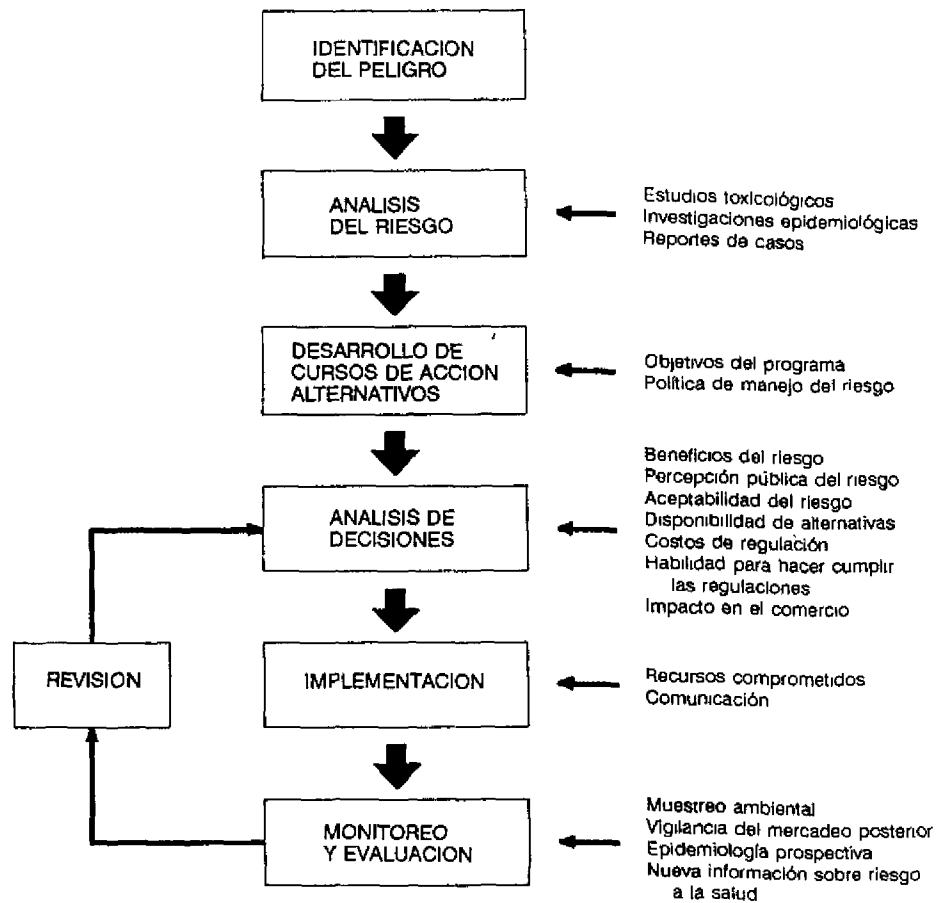 IDENTIFICACION
DEL PELIGRO
ANALISIS
DEL RIESGO
Estudios toxicológicos
Investigaciones epidemiológicas
Reportes de casos
DESARROLLO DE
CURSOS DE ACCION
ALTERNATIVOS
Objetivos del programa
Política de manejo del riesgo
ANALISIS DE
DECISIONES
Beneficios del riesgo
Percepción pública del riesgo
Aceptabilidad del riesgo
Disponibilidad de alternativas
Costos de regulación
Habilidad para hacer cumplir
las regulaciones
Impacto en el comercio
REVISION
IMPLEMENTACION
Recursos comprometidos
Comunicación
MONITOREO
Y EVALUACION
Muestreo ambiental
Vigilancia del mercadeo posterior
Epidemiología prospectiva
Nueva información sobre riesgo
a la salud